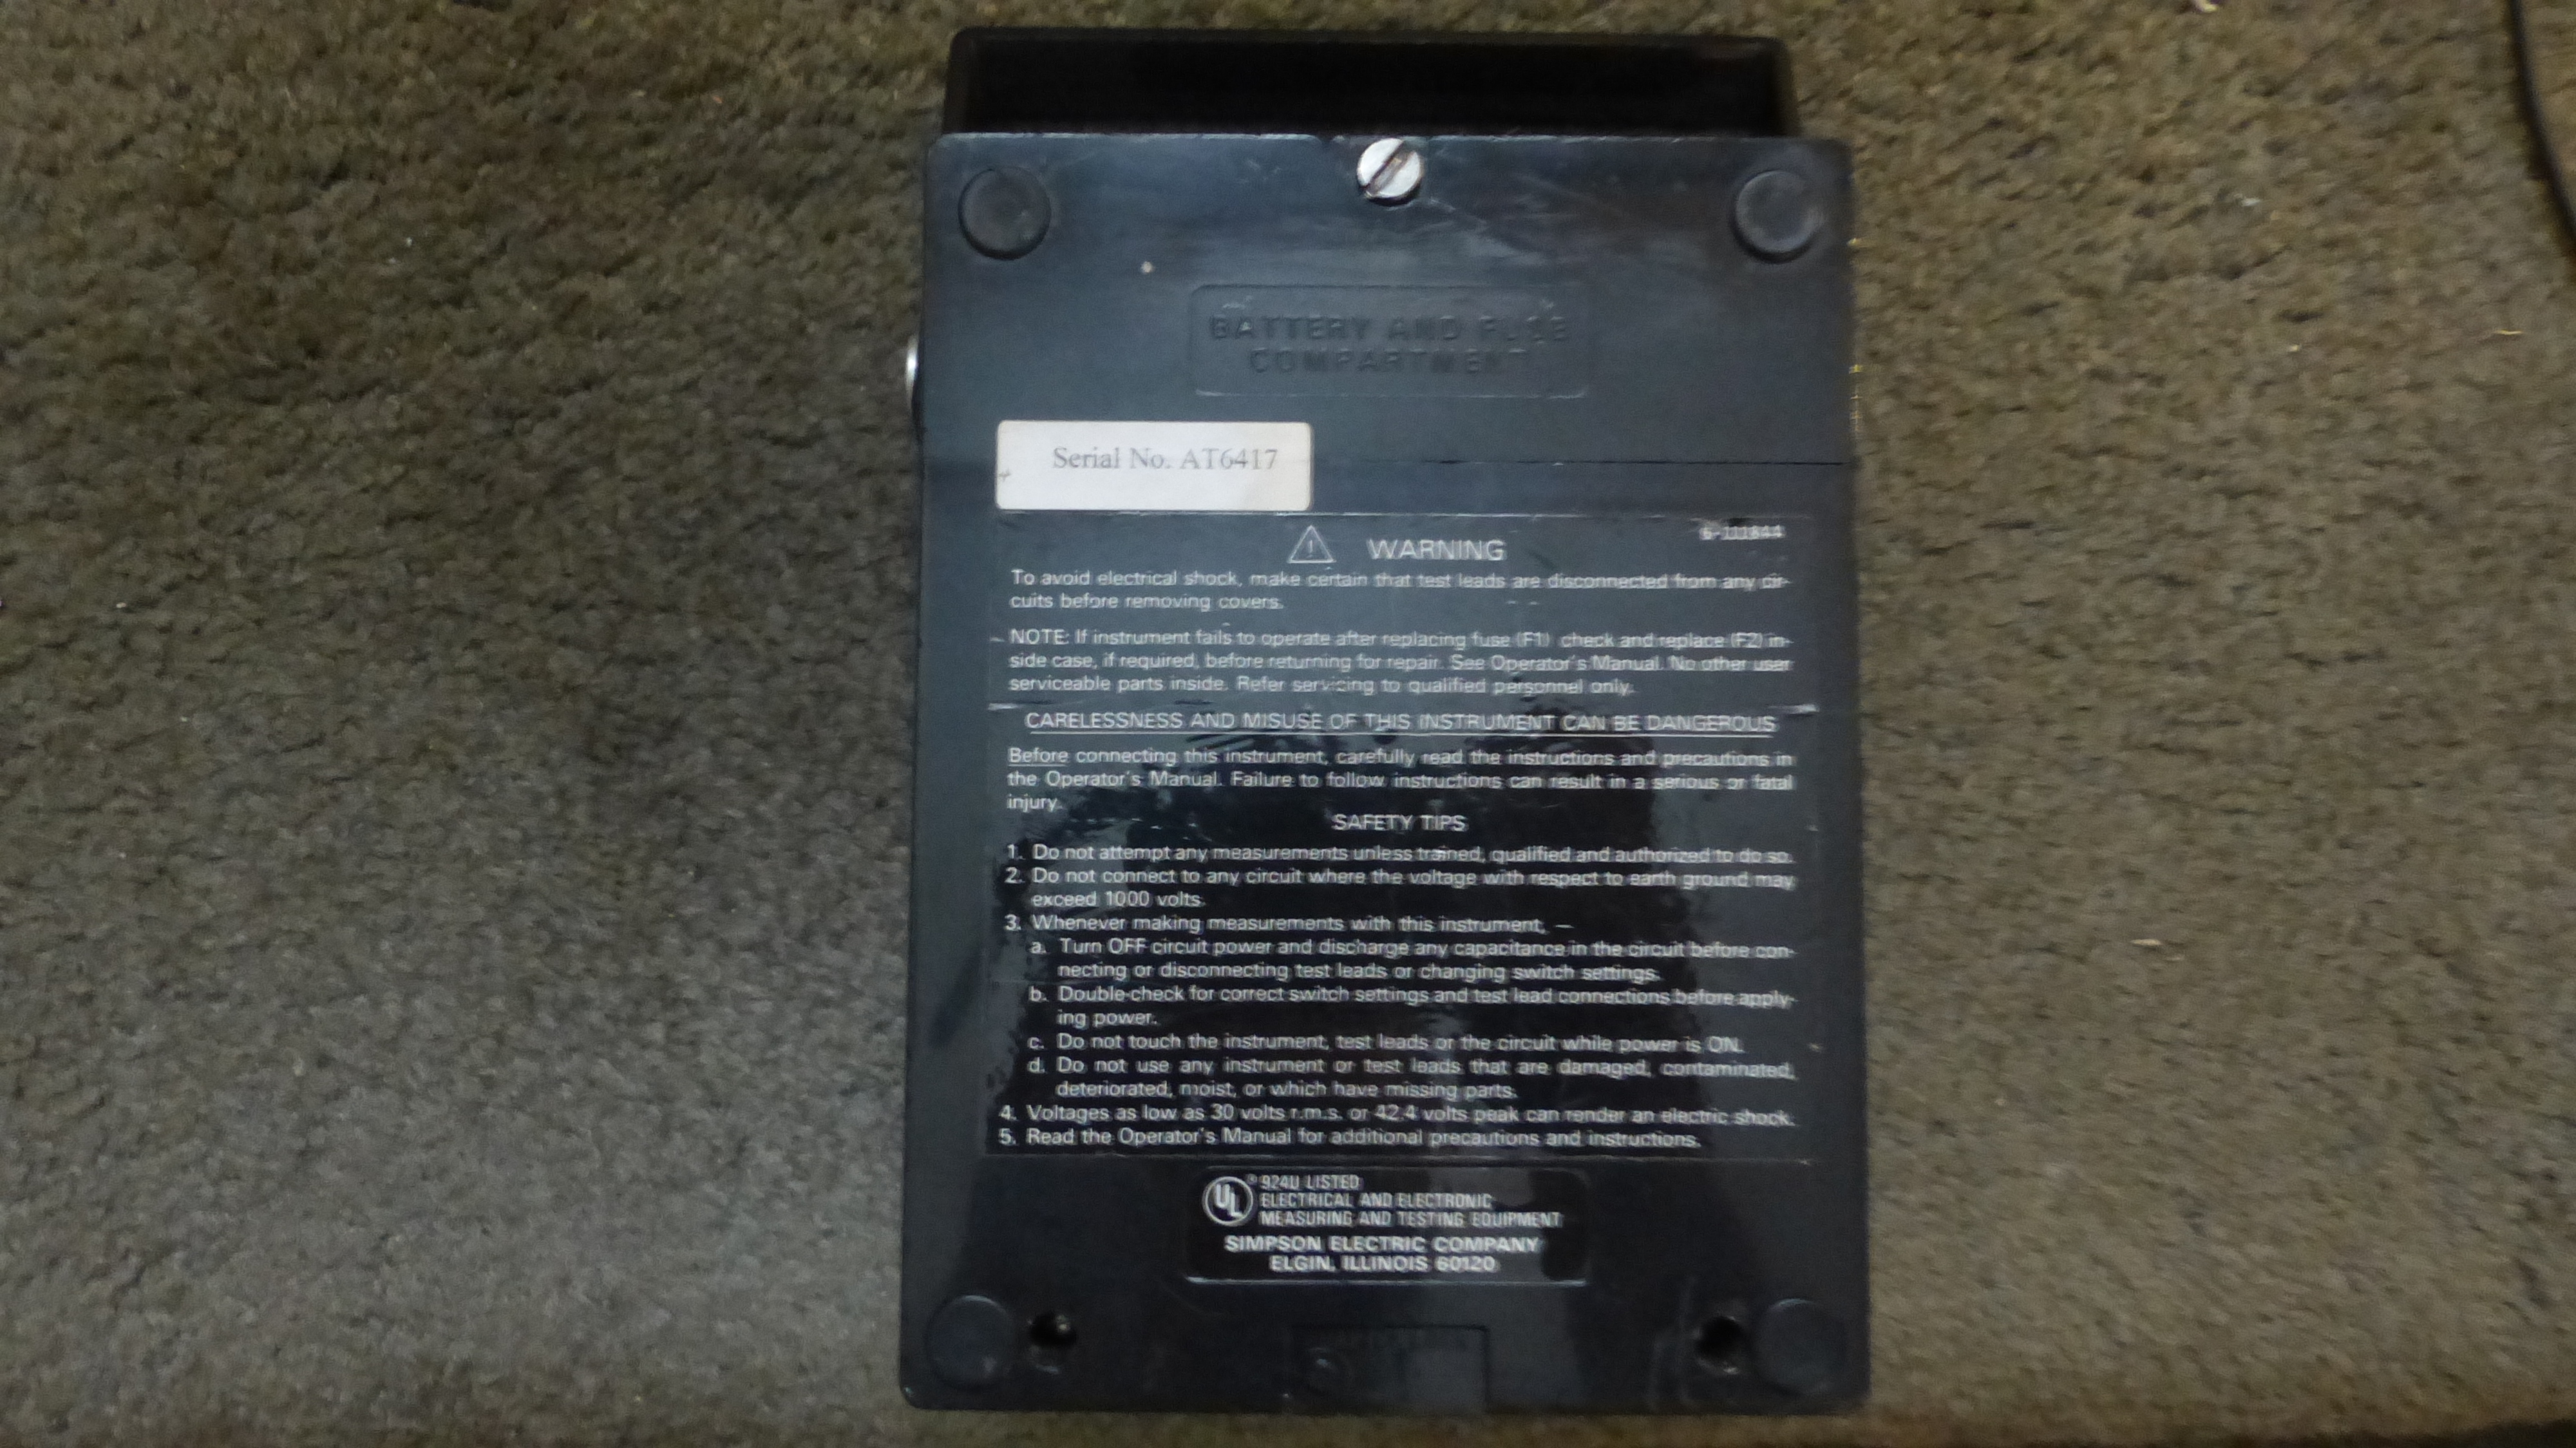 BATTERY AND FUSE
COMPARTMENT
Serial No. AT6417
6-111844
WARNING
To avoid electrical shock, make certain that test leads are disconnected from any cir-
cuits before removing covers.
NOTE: If instrument fails to operate after replacing fuse (F1) check and replace (F2) in-
side case, if required, before returning for repair. See Operator's Manual. No other user
serviceable parts inside. Refer servicing to qualified personnel only.
CARELESSNESS AND MISUSE OF THIS INSTRUMENT CAN BE DANGEROUS
Before connecting this instrument, carefully read the instructions and precautions in
the Operator's Manual. Failure to follow instructions can result in a serious or fatal
injury.
SAFETY TIPS
1. Do not attempt any measurements unless trained, qualified and authorized to do so.
2. Do not connect to any circuit where the voltage with respect to earth ground may
exceed 1000 volts.
3. Whenever making measurements with this instrument, —
a. Turn OFF circuit power and discharge any capacitance in the circuit before con-
necting or disconnecting test leads or changing switch settings.
b. Double-check for correct switch settings and test lead connections before apply-
ing power.
c. Do not touch the instrument, test leads or the circuit while power is ON.
d. Do not use any instrument or test leads that are damaged, contaminated,
deteriorated, moist, or which have missing parts.
4. Voltages as low as 30 volts r.m.s. or 42.4 volts peak can render an electric shock.
5. Read the Operator's Manual for additional precautions and instructions.
UL® 924U LISTED
ELECTRICAL AND ELECTRONIC
MEASURING AND TESTING EQUIPMENT
SIMPSON ELECTRIC COMPANY
ELGIN, ILLINOIS 60120